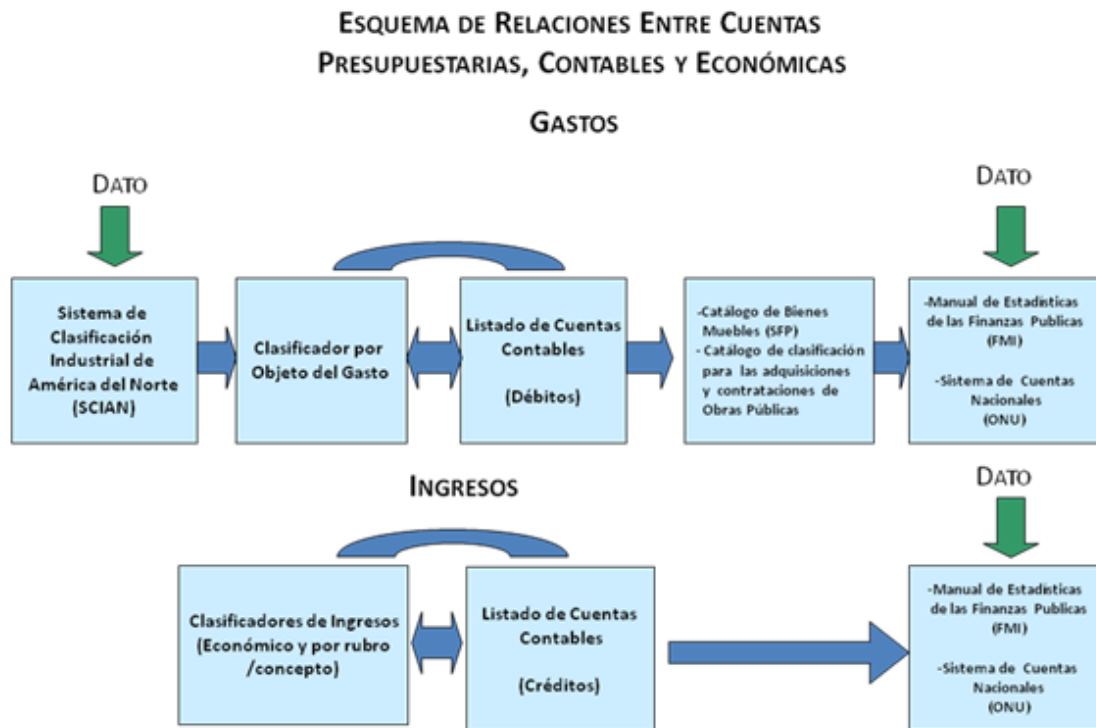 ESQUEMA DE RELACIONES ENTRE CUENTAS
PRESUPUESTARIAS, CONTABLES Y ECONÓMICAS
GASTOS
DATO
DATO
Sistema de
Clasificación
Industrial de
América del Norte
(SCIAN)
Clasificador por
Objeto del Gasto
Listado de Cuentas
Contables
(Débitos)
-Catálogo de Bienes
Muebles (SFP)
- Catálogo de clasificación
para las adquisiciones
y contrataciones de
Obras Públicas
-Manual de Estadísticas
de las Finanzas Publicas
(FMI)
-Sistema de Cuentas
Nacionales
(ONU)
INGRESOS
DATO
Clasificadores de Ingresos
(Económico y por rubro
/concepto)
Listado de Cuentas
Contables
(Créditos)
-Manual de Estadísticas
de las Finanzas Publicas
(FMI)
-Sistema de Cuentas
Nacionales
(ONU)